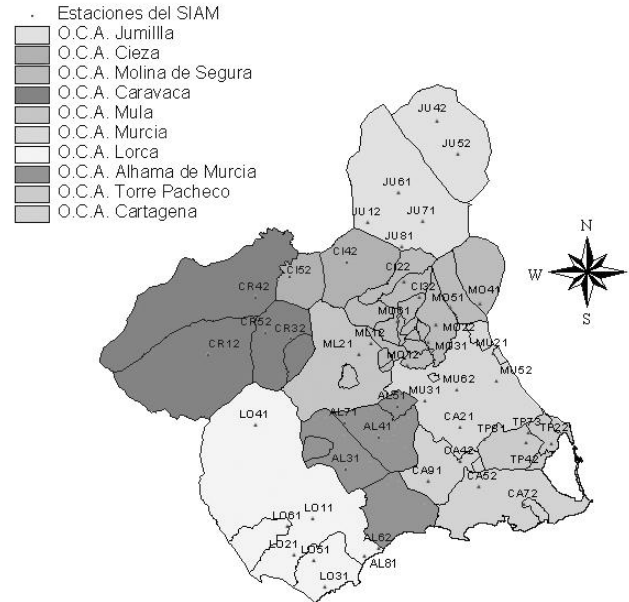 Estaciones del SIAM
O.C.A. Jumillla
O.C.A. Cieza
O.C.A. Molina de Segura
O.C.A. Caravaca
O.C.A. Mula
O.C.A. Murcia
O.C.A. Lorca
O.C.A. Alhama de Murcia
O.C.A. Torre Pacheco
O.C.A. Cartagena
JU42
JU52
JU61
JU12 JU71
JU81
N
W E
S
CI42
CI52 CI22
CR42 CI32 MO41
MO51
CR52 MO61
CR32 ML12 MO22
CR12 ML21 MO31 MU21
MO12
MU52
MU62
AL51 MU31
LO41 AL71
AL41 CA21 TP91 TP73 TP22
AL31 CA42 TP42
CA91 CA52
CA72
LO11
LO61
AL62
LO21 LO51
AL81
LO31